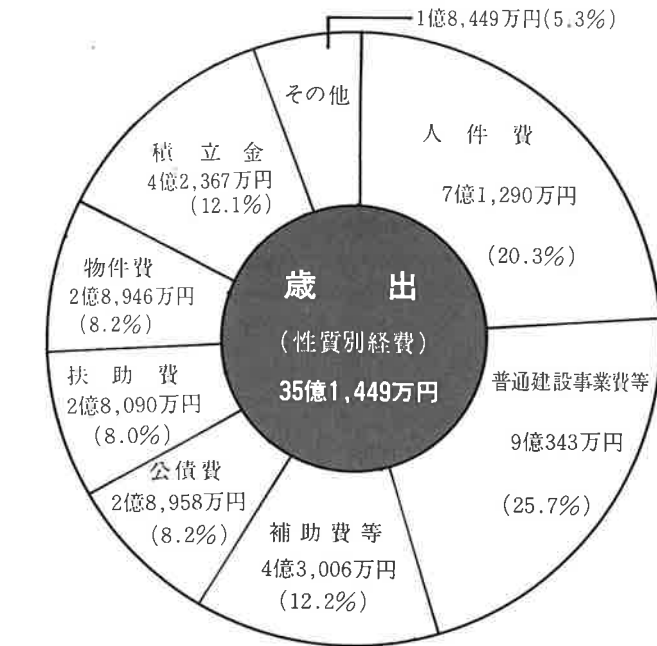 1億8,449万円(5.3%)
その他
人件費
7億1,290万円
(20.3%)
普通建設事業費等
9億343万円
(25.7%)
補助費等
4億3,006万円
(12.2%)
公債費
2億8,958万円
(8.2%)
扶助費
2億8,090万円
(8.0%)
物件費
2億8,946万円
(8.2%)
積立金
4億2,367万円
(12.1%)
歳出
(性質別経費)
35億1,449万円